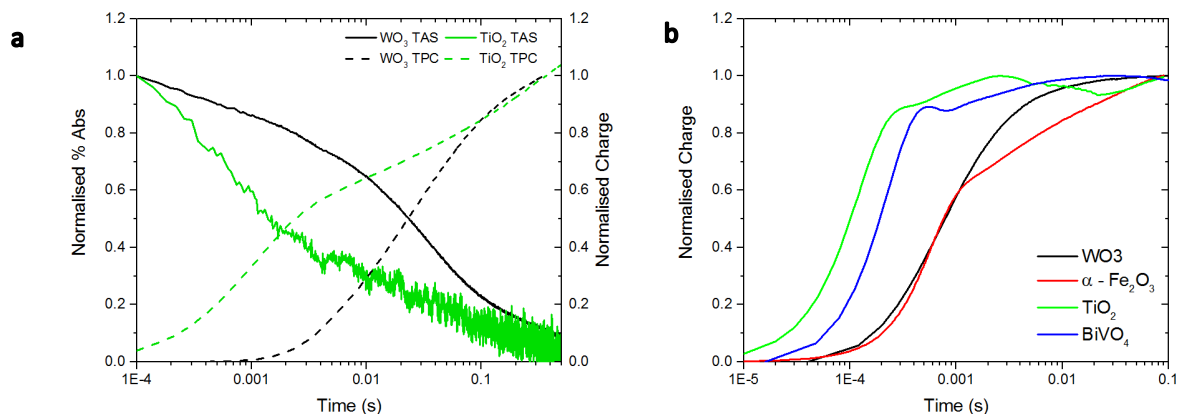 a
WO3 TAS TiO2 TAS
WO3 TPC TiO2 TPC
Normalised % Abs
1.0
0.8
0.6
0.4
0.2
0.0
1E-4 0.001 0.01 0.1
Time (s)
1.0
0.8
0.6
0.4
0.2
0.0
Normalised Charge
b
Normalised Charge
1.2
1.0
0.8
0.6
0.4
0.2
0.0
WO3
α - Fe2O3
TiO2
BiVO4
1E-5 1E-4 0.001 0.01 0.1
Time (s)